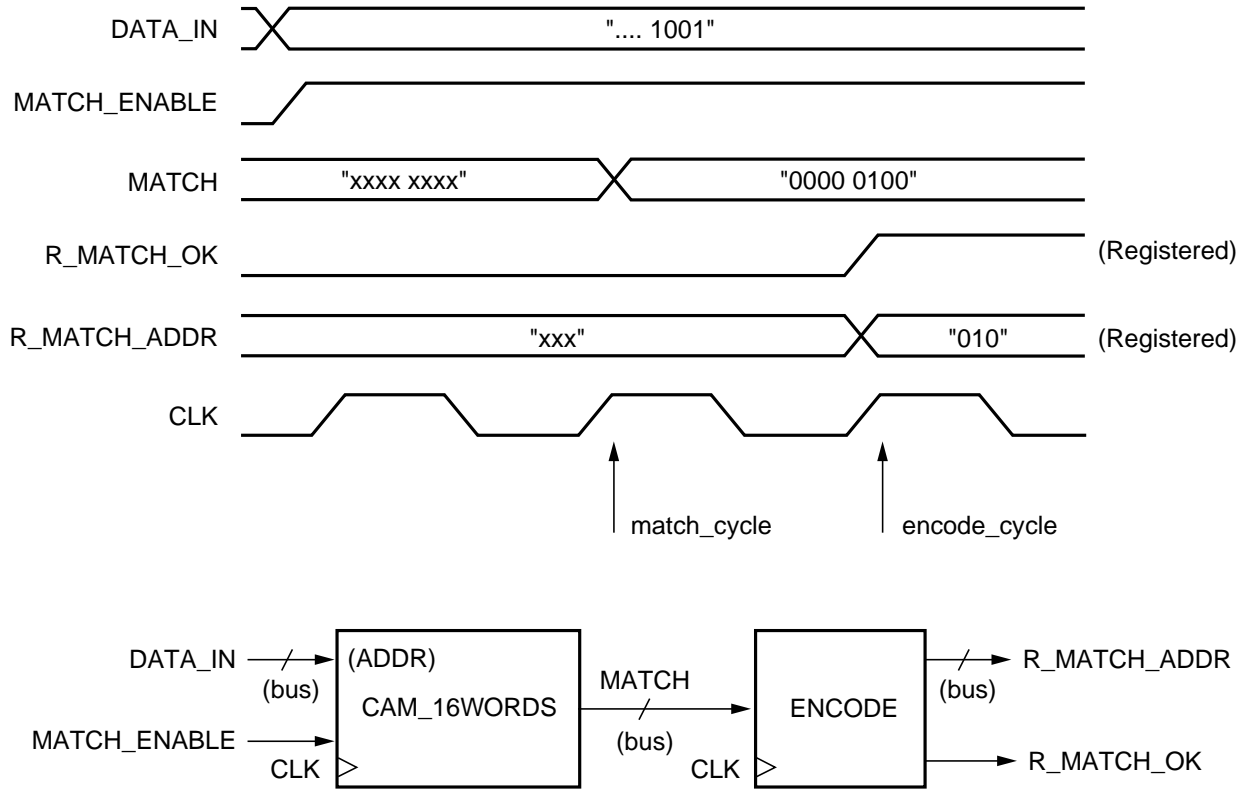 DATA_IN ".... 1001"
MATCH_ENABLE
MATCH "xxxx xxxx" "0000 0100"
R_MATCH_OK (Registered)
R_MATCH_ADDR "xxx" "010" (Registered)
CLK
match_cycle encode_cycle
DATA_IN (ADDR) R_MATCH_ADDR
(bus) MATCH (bus)
CAM_16WORDS ENCODE
MATCH_ENABLE (bus)
CLK CLK R_MATCH_OK